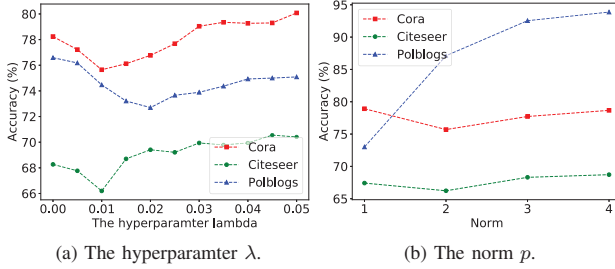 80
78
76
74
72
70
68
66
Accuracy (%)
0.00 0.01 0.02 0.03 0.04 0.05
The hyperparamter lambda
Cora
Citeseer
Polblogs
(a) The hyperparamter λ.
95
90
85
80
75
70
65
Accuracy (%)
1 2 3 4
Norm
Cora
Citeseer
Polblogs
(b) The norm p.